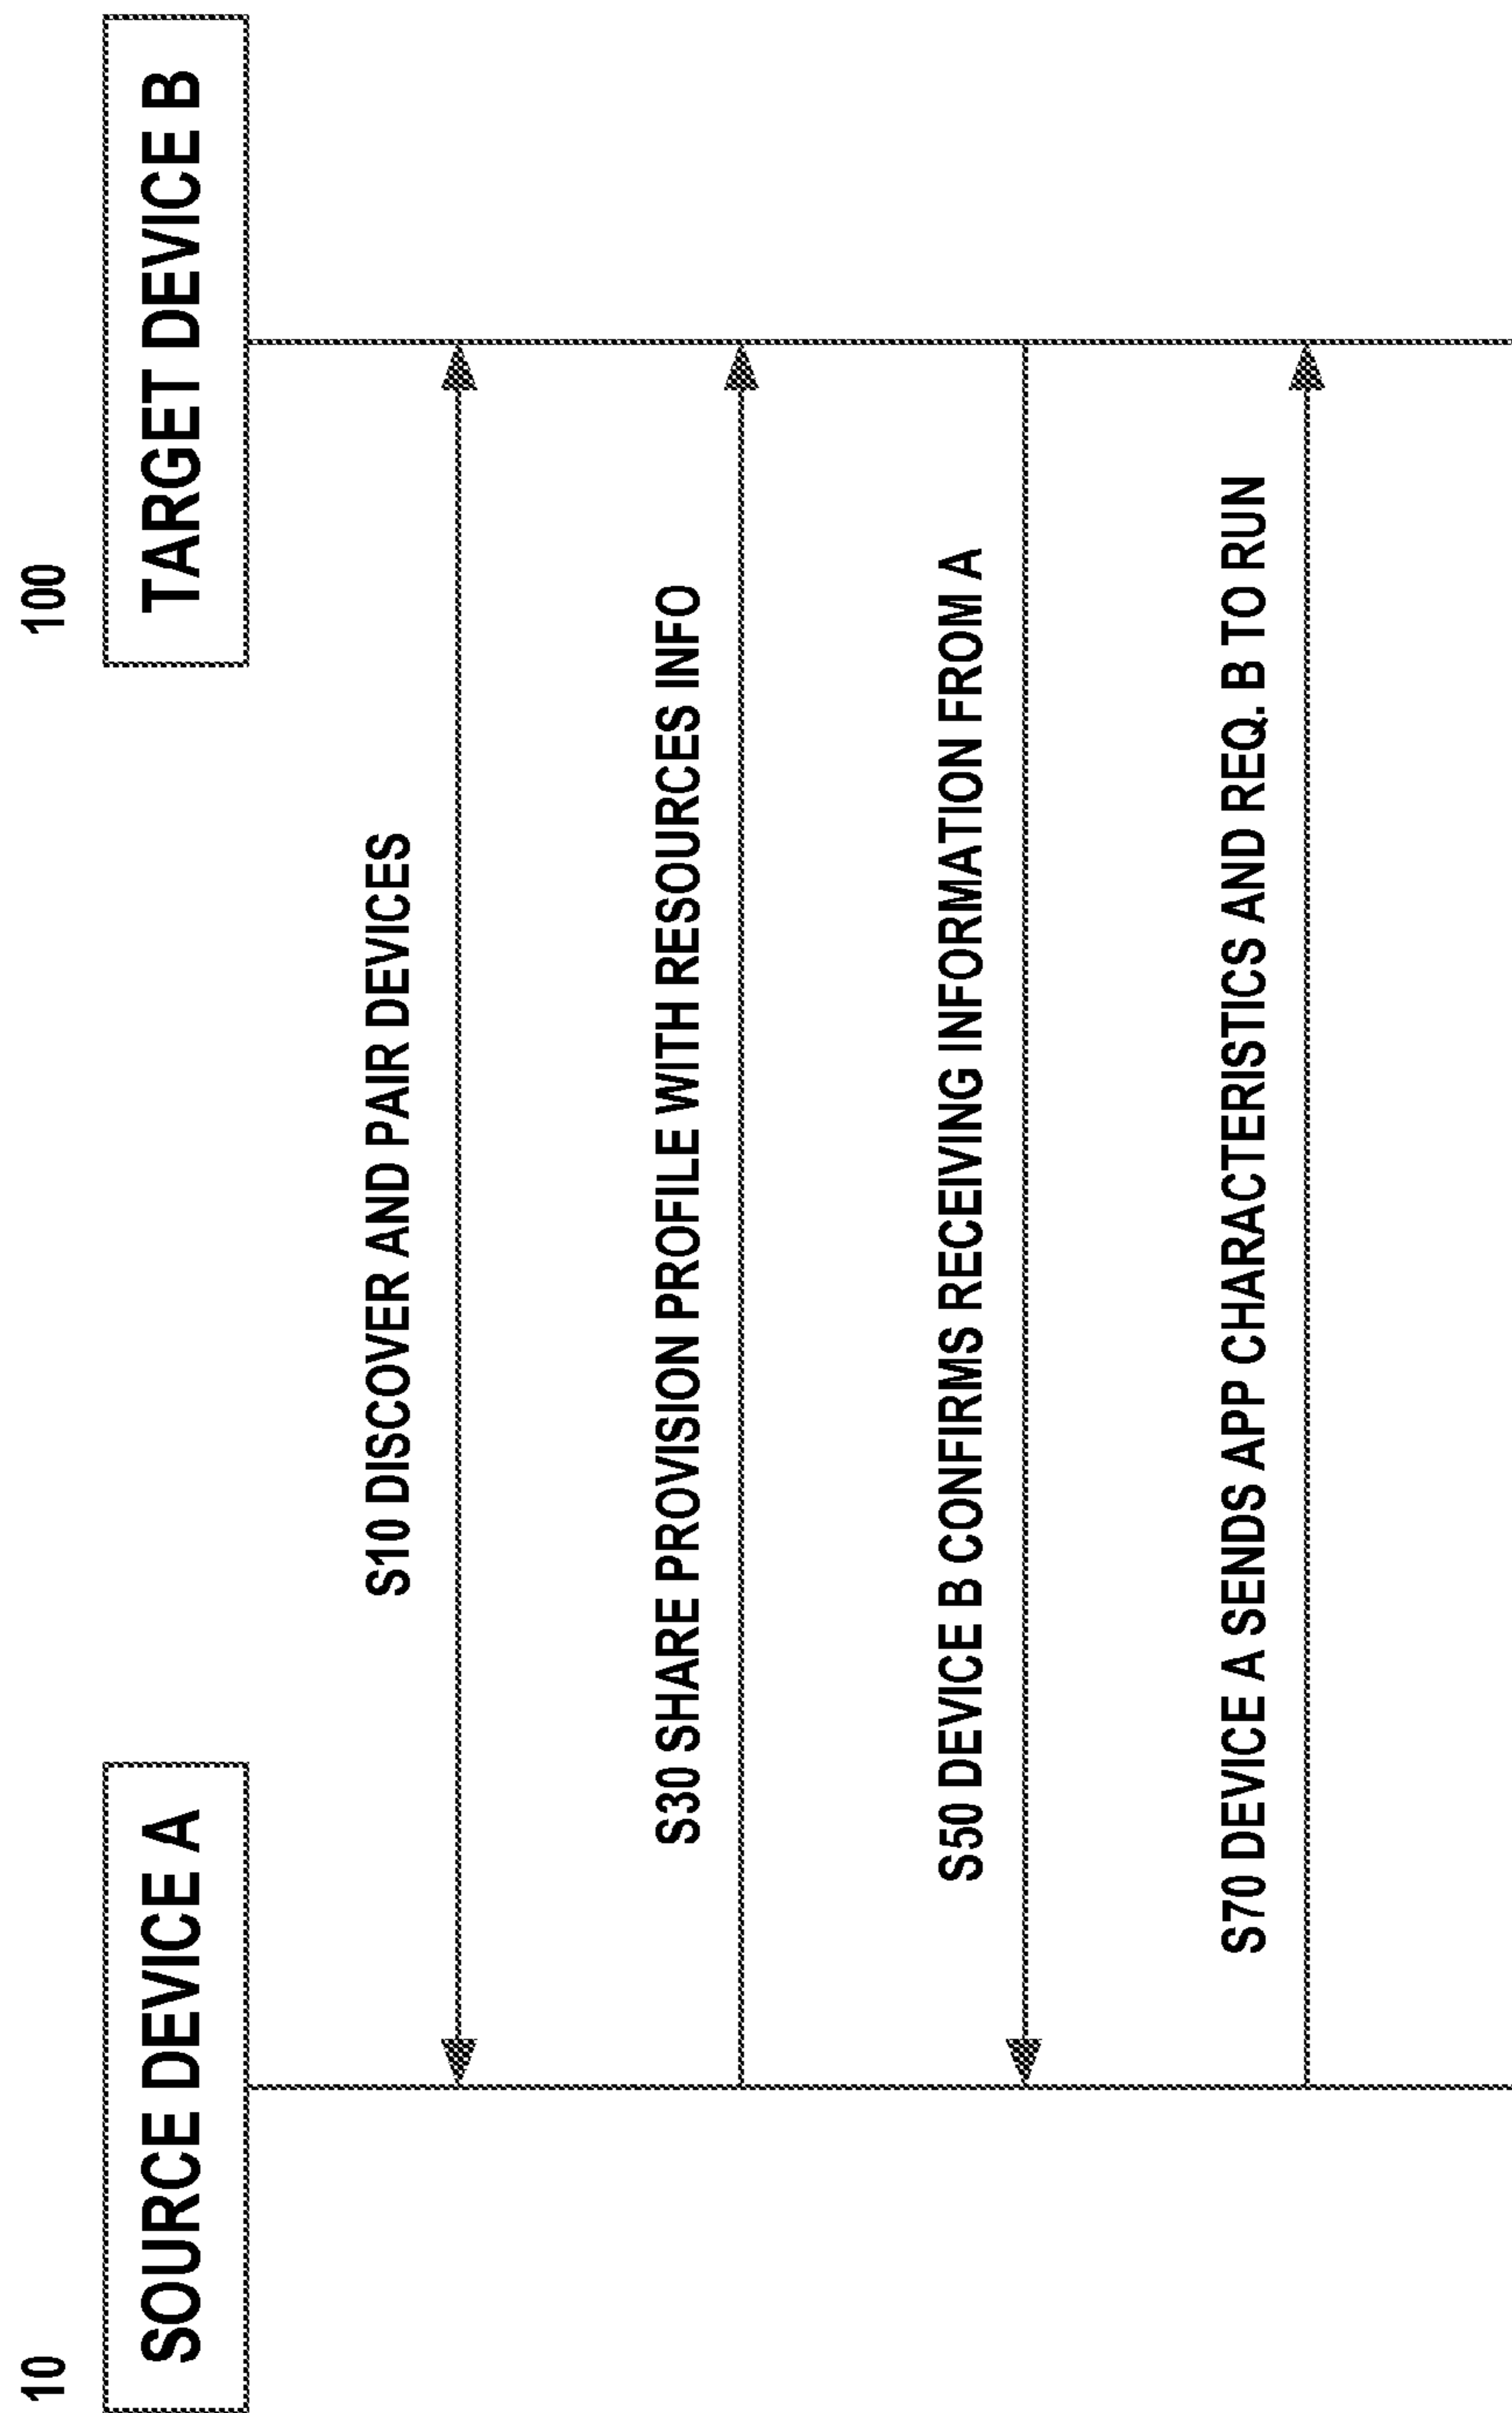 10
100
SOURCE DEVICE A
TARGET DEVICE B
S10 DISCOVER AND PAIR DEVICES
S30 SHARE PROVISION PROFILE WITH RESOURCES INFO
S50 DEVICE B CONFIRMS RECEIVING INFORMATION FROM A
S70 DEVICE A SENDS APP CHARACTERISTICS AND REQ. B TO RUN